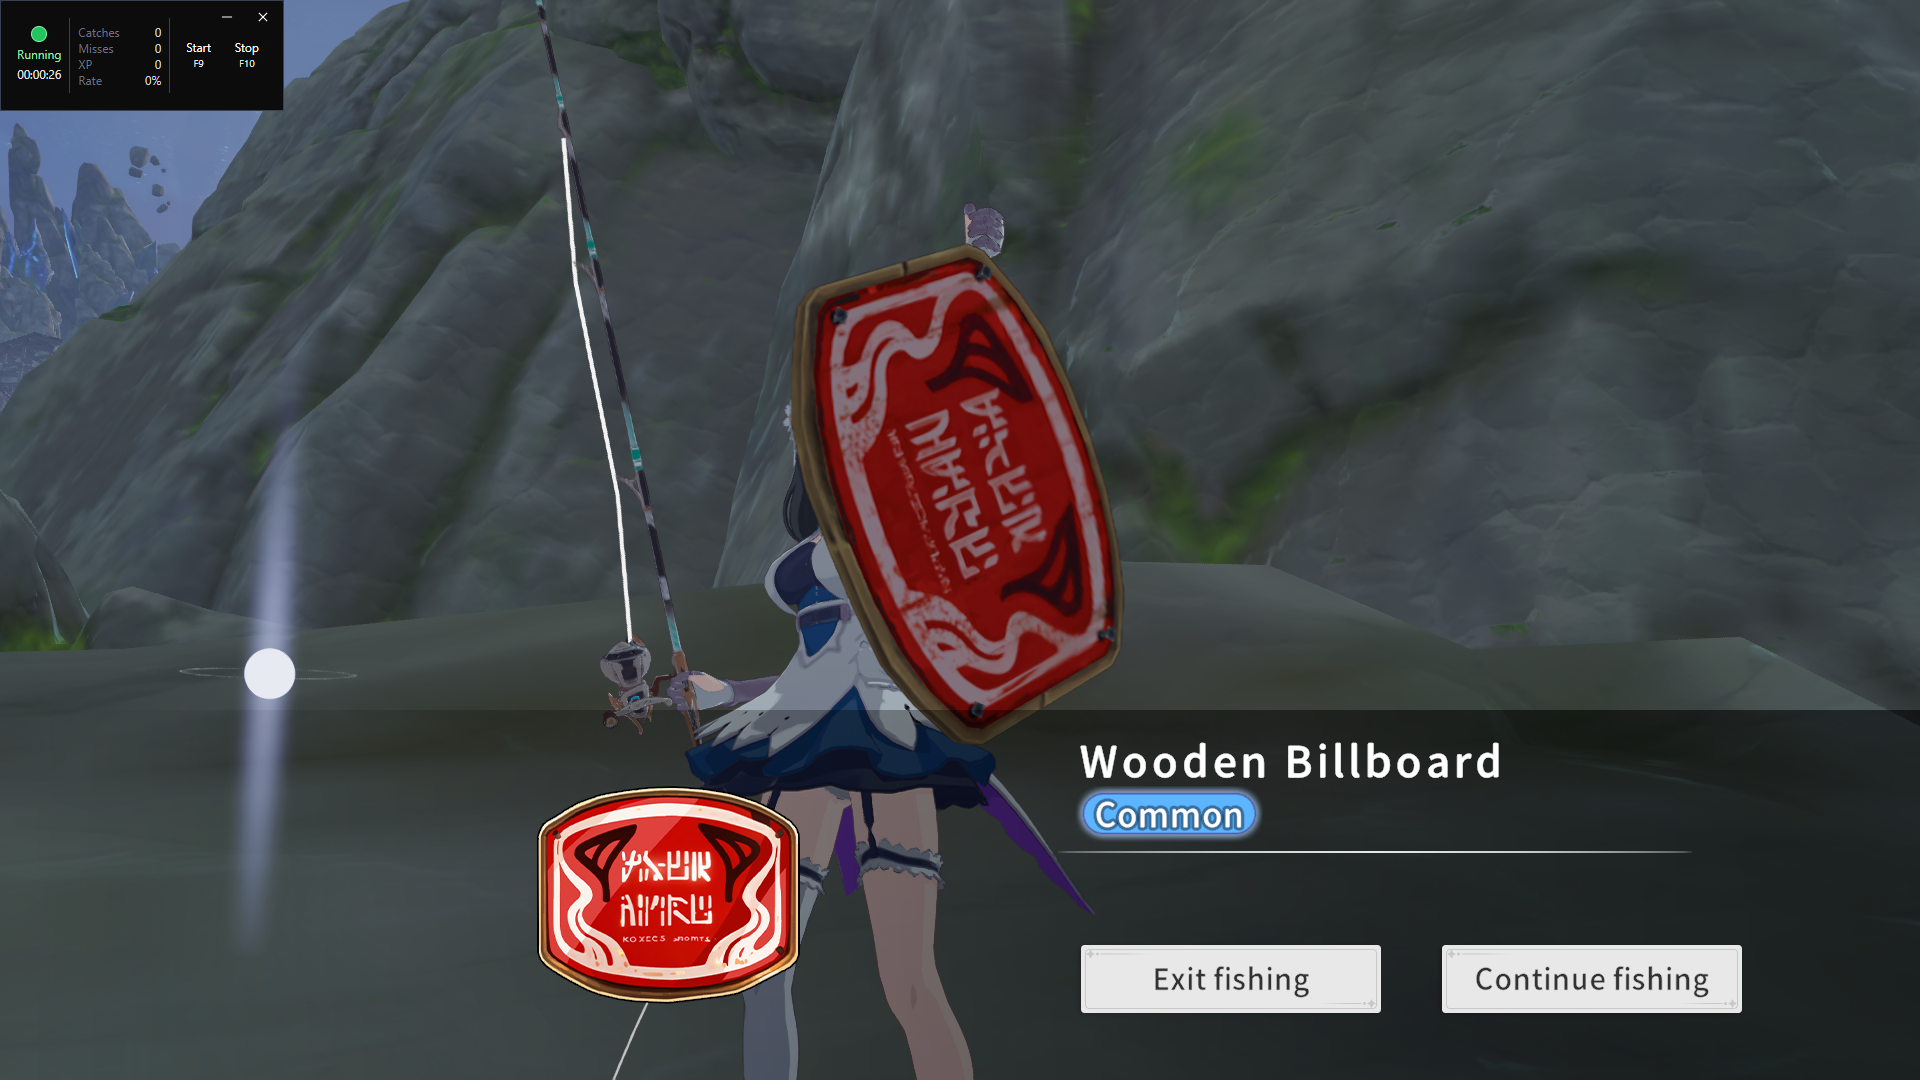 Running
00:00:26
Catches 0
Misses 0
XP 0
Rate 0%
Start
F9
Stop
F10
Wooden Billboard
Common
Exit fishing
Continue fishing